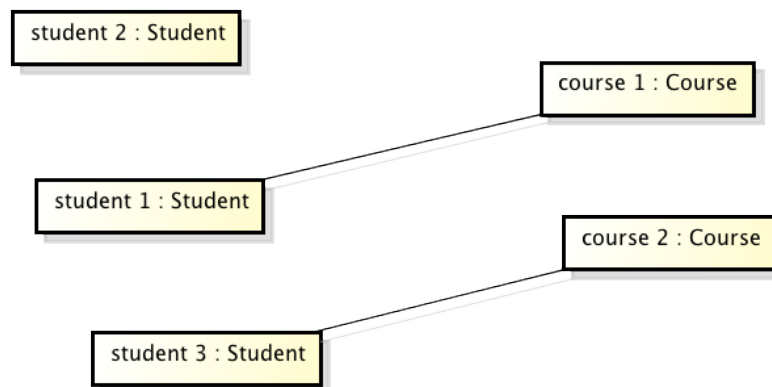 student 2 : Student
course 1 : Course
student 1 : Student
course 2 : Course
student 3 : Student